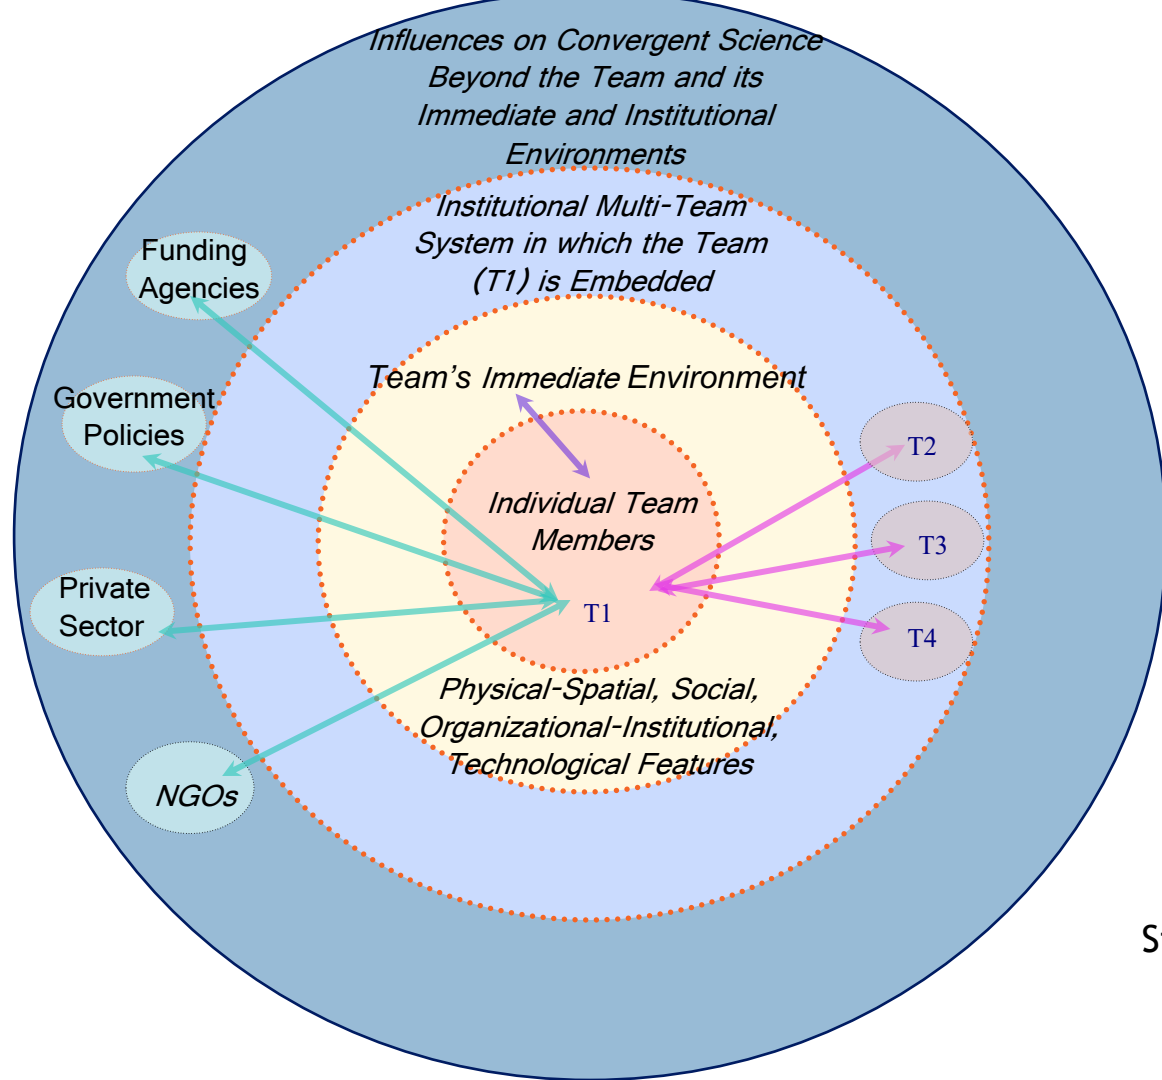 Influences on Convergent Science
Beyond the Team and its
Immediate and Institutional
Environments
Institutional Multi-Team
System in which the Team
(T1) is Embedded
Funding
Agencies
Team's Immediate Environment
Government
Policies
T2
Individual Team
Members
T3
Private
Sector
T1
T4
Physical-Spatial, Social,
Organizational-Institutional,
Technological Features
NGOs